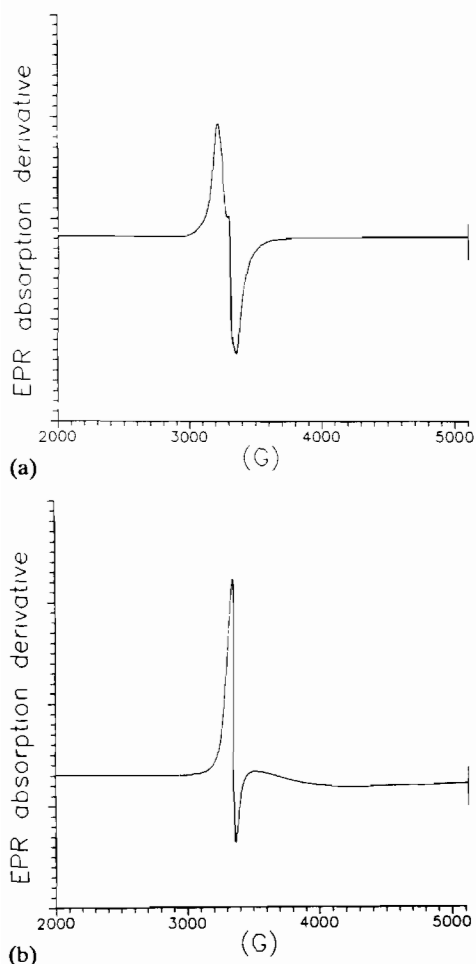 EPR absorption derivative
2000
3000
4000
5000
(G)
(a)
EPR absorption derivative
2000
3000
4000
5000
(G)
(b)